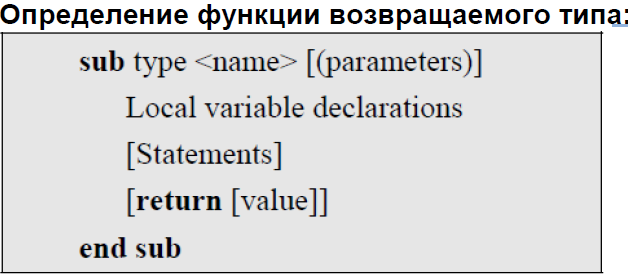 Определение функции возвращаемого типа:
sub type <name> [(parameters)]
Local variable declarations
[Statements]
[return [value]]
end sub